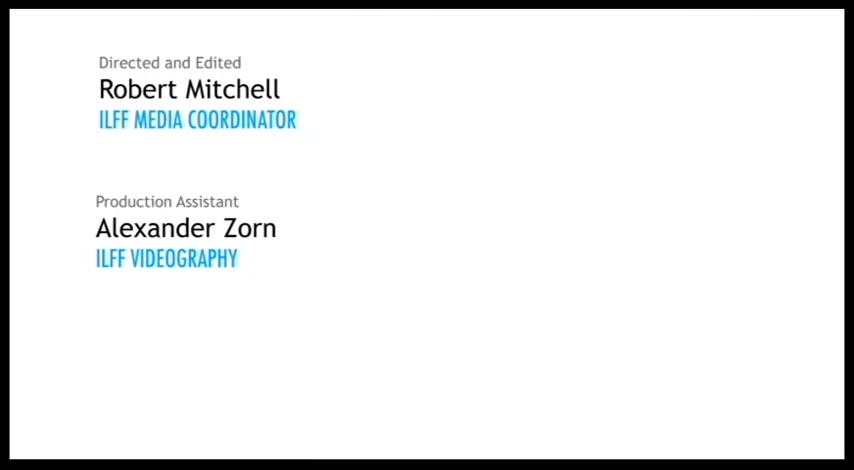 Directed and Edited
Robert Mitchell
ILFF MEDIA COORDINATOR
Production Assistant
Alexander Zorn
ILFF VIDEOGRAPHY